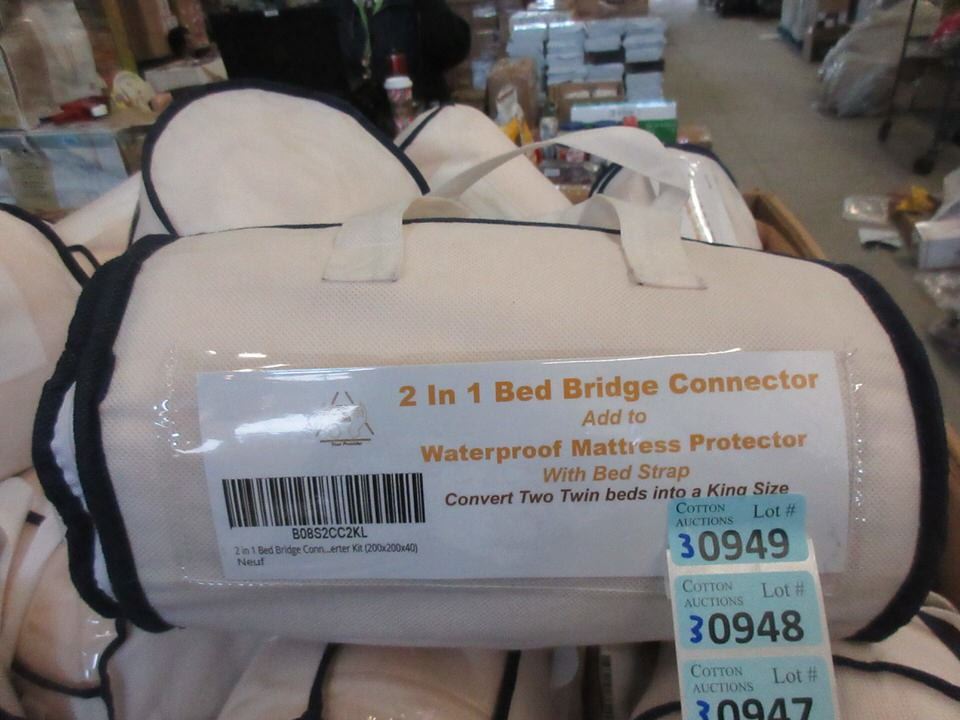 2 In 1 Bed Bridge Connector
Add to
Waterproof Mattress Protector
With Bed Strap
Convert Two Twin beds into a King Size
B08S2CC2KL
2 in 1 Bed Bridge Conn...erter Kit (200x200x40)
Neuf
COTTON AUCTIONS Lot #
30949
COTTON AUCTIONS Lot #
30948
COTTON AUCTIONS Lot #
30947